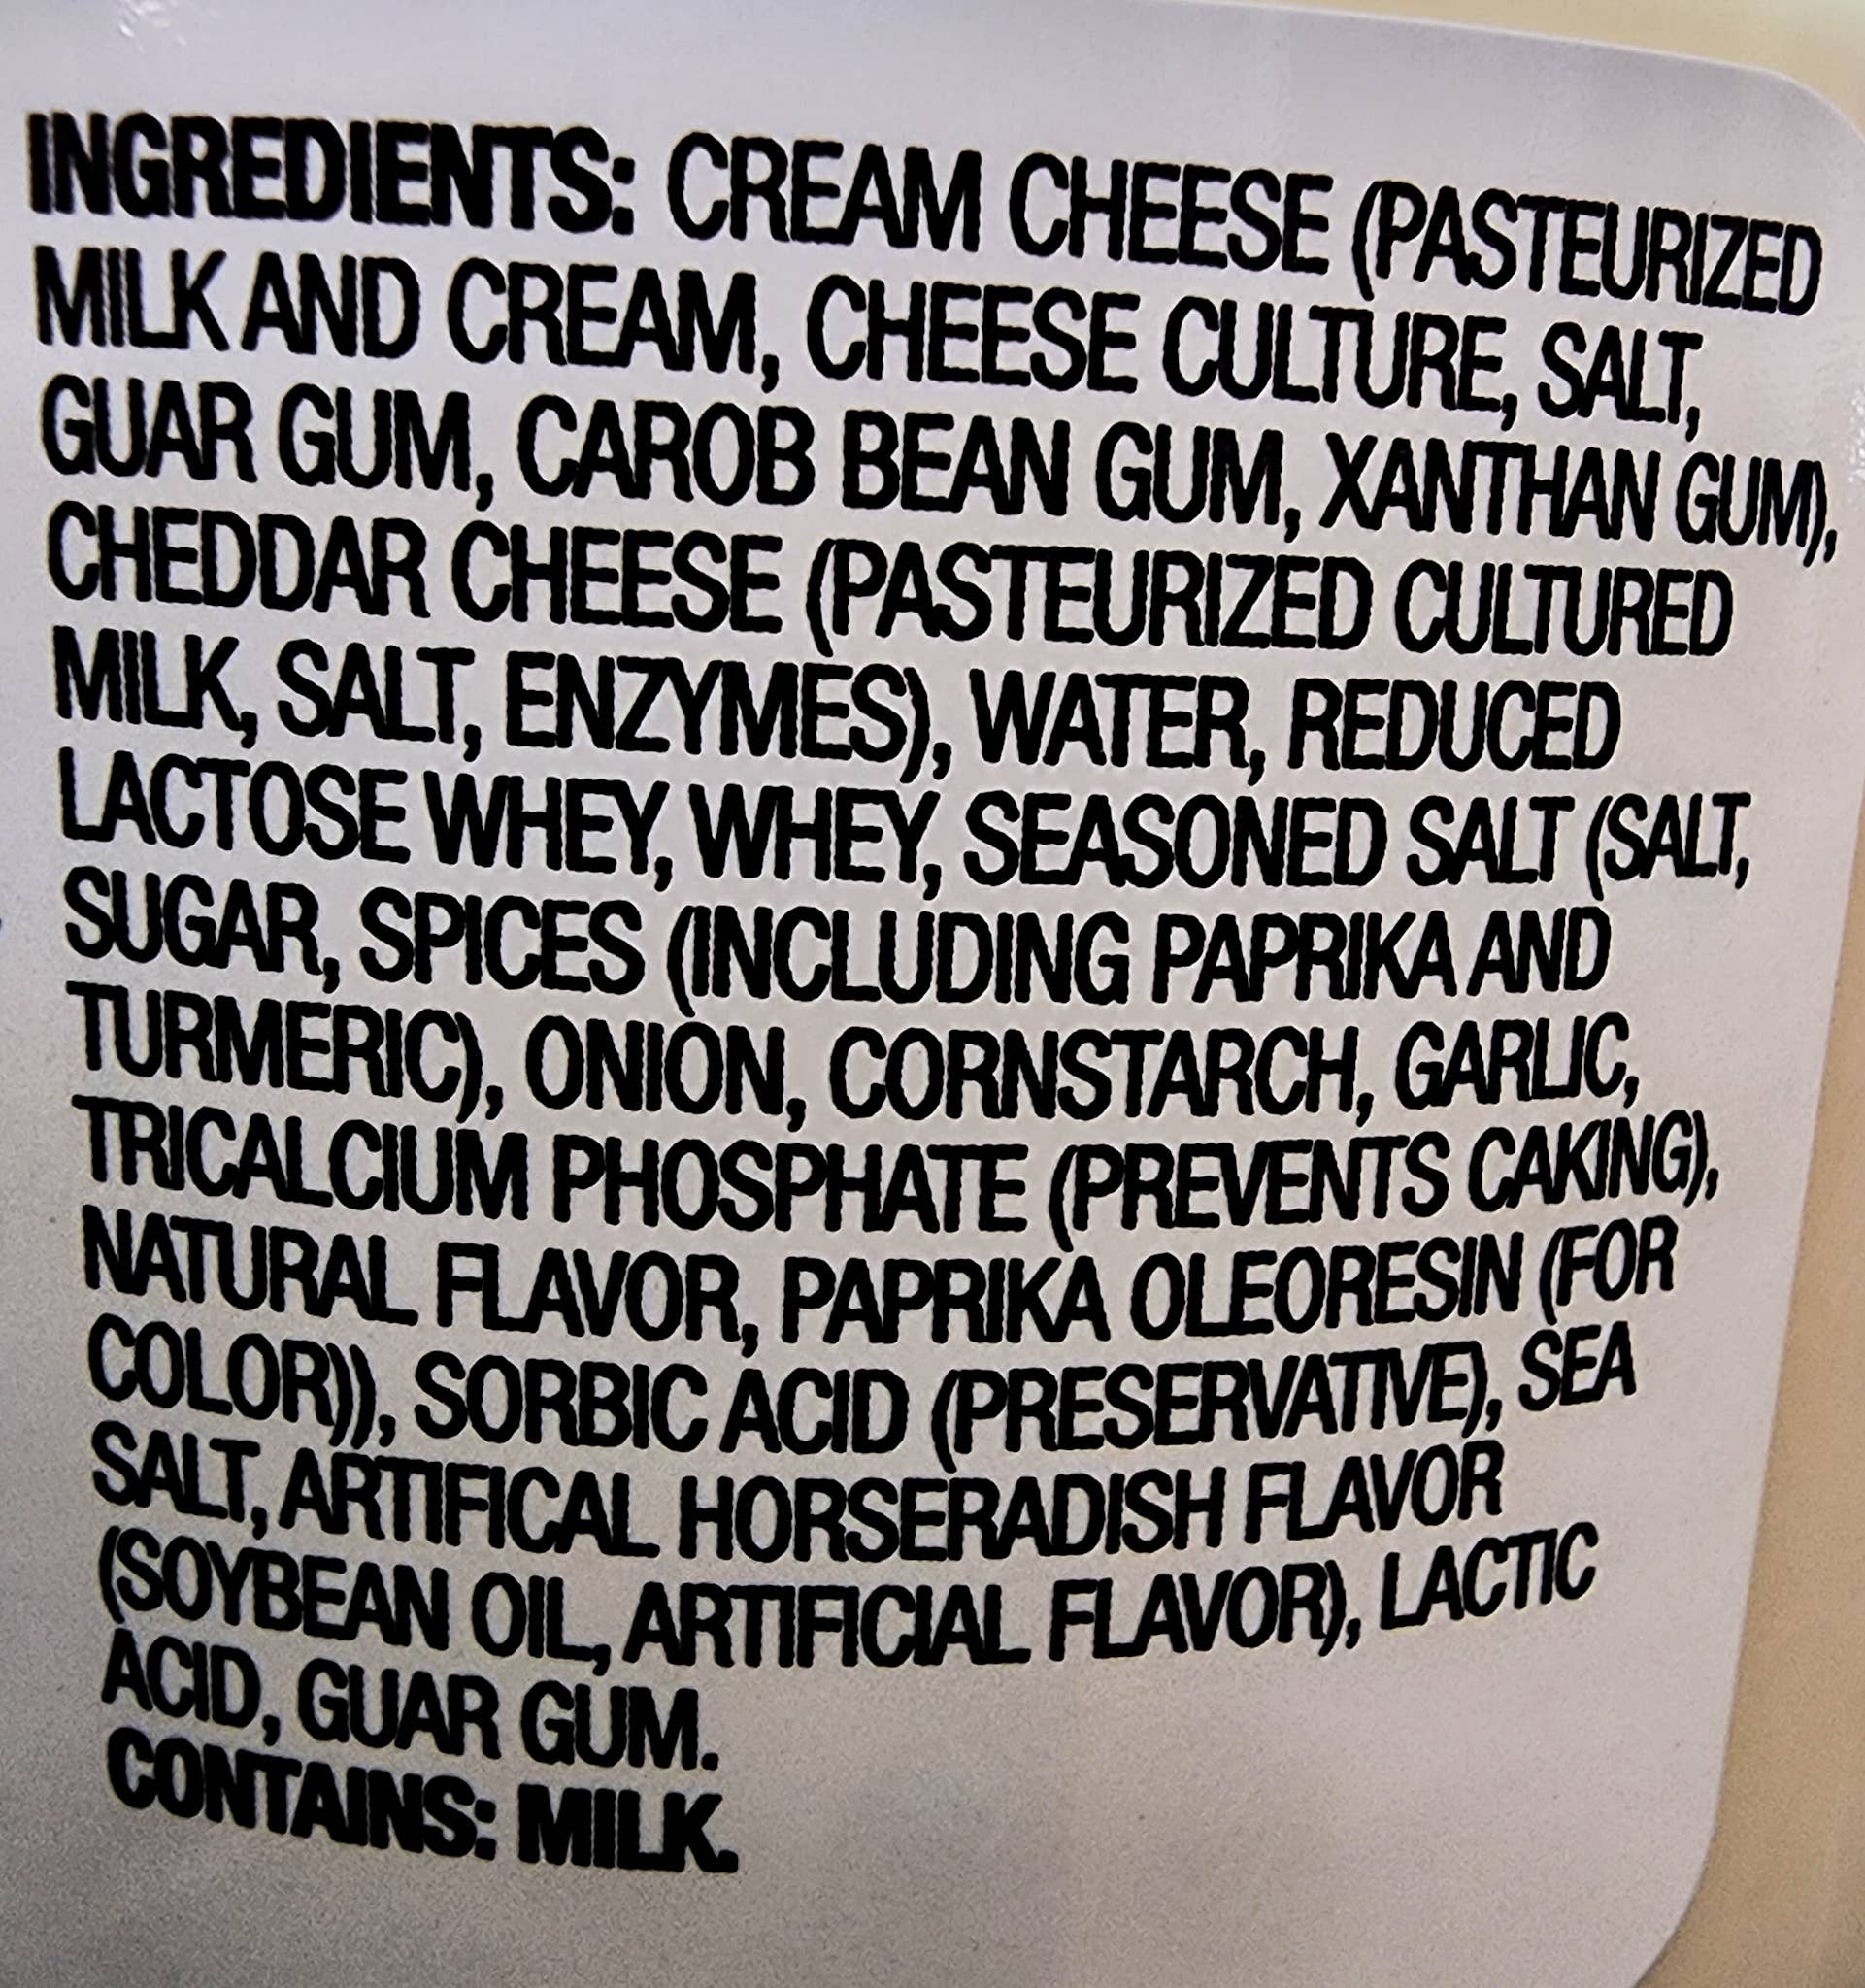 INGREDIENTS: CREAM CHEESE (PASTEURIZED
MILK AND CREAM, CHEESE CULTURE, SALT,
GUAR GUM, CAROB BEAN GUM, XANTHAN GUM),
CHEDDAR CHEESE (PASTEURIZED CULTURED
MILK, SALT, ENZYMES), WATER, REDUCED
LACTOSE WHEY, WHEY, SEASONED SALT (SALT,
SUGAR, SPICES (INCLUDING PAPRIKA AND
TURMERIC), ONION, CORNSTARCH, GARLIC,
TRICALCIUM PHOSPHATE (PREVENTS CAKING),
NATURAL FLAVOR, PAPRIKA OLEORESIN (FOR
COLOR)), SORBIC ACID (PRESERVATIVE), SEA
SALT, ARTIFICAL HORSERADISH FLAVOR
(SOYBEAN OIL, ARTIFICIAL FLAVOR), LACTIC
ACID, GUAR GUM.
CONTAINS: MILK.